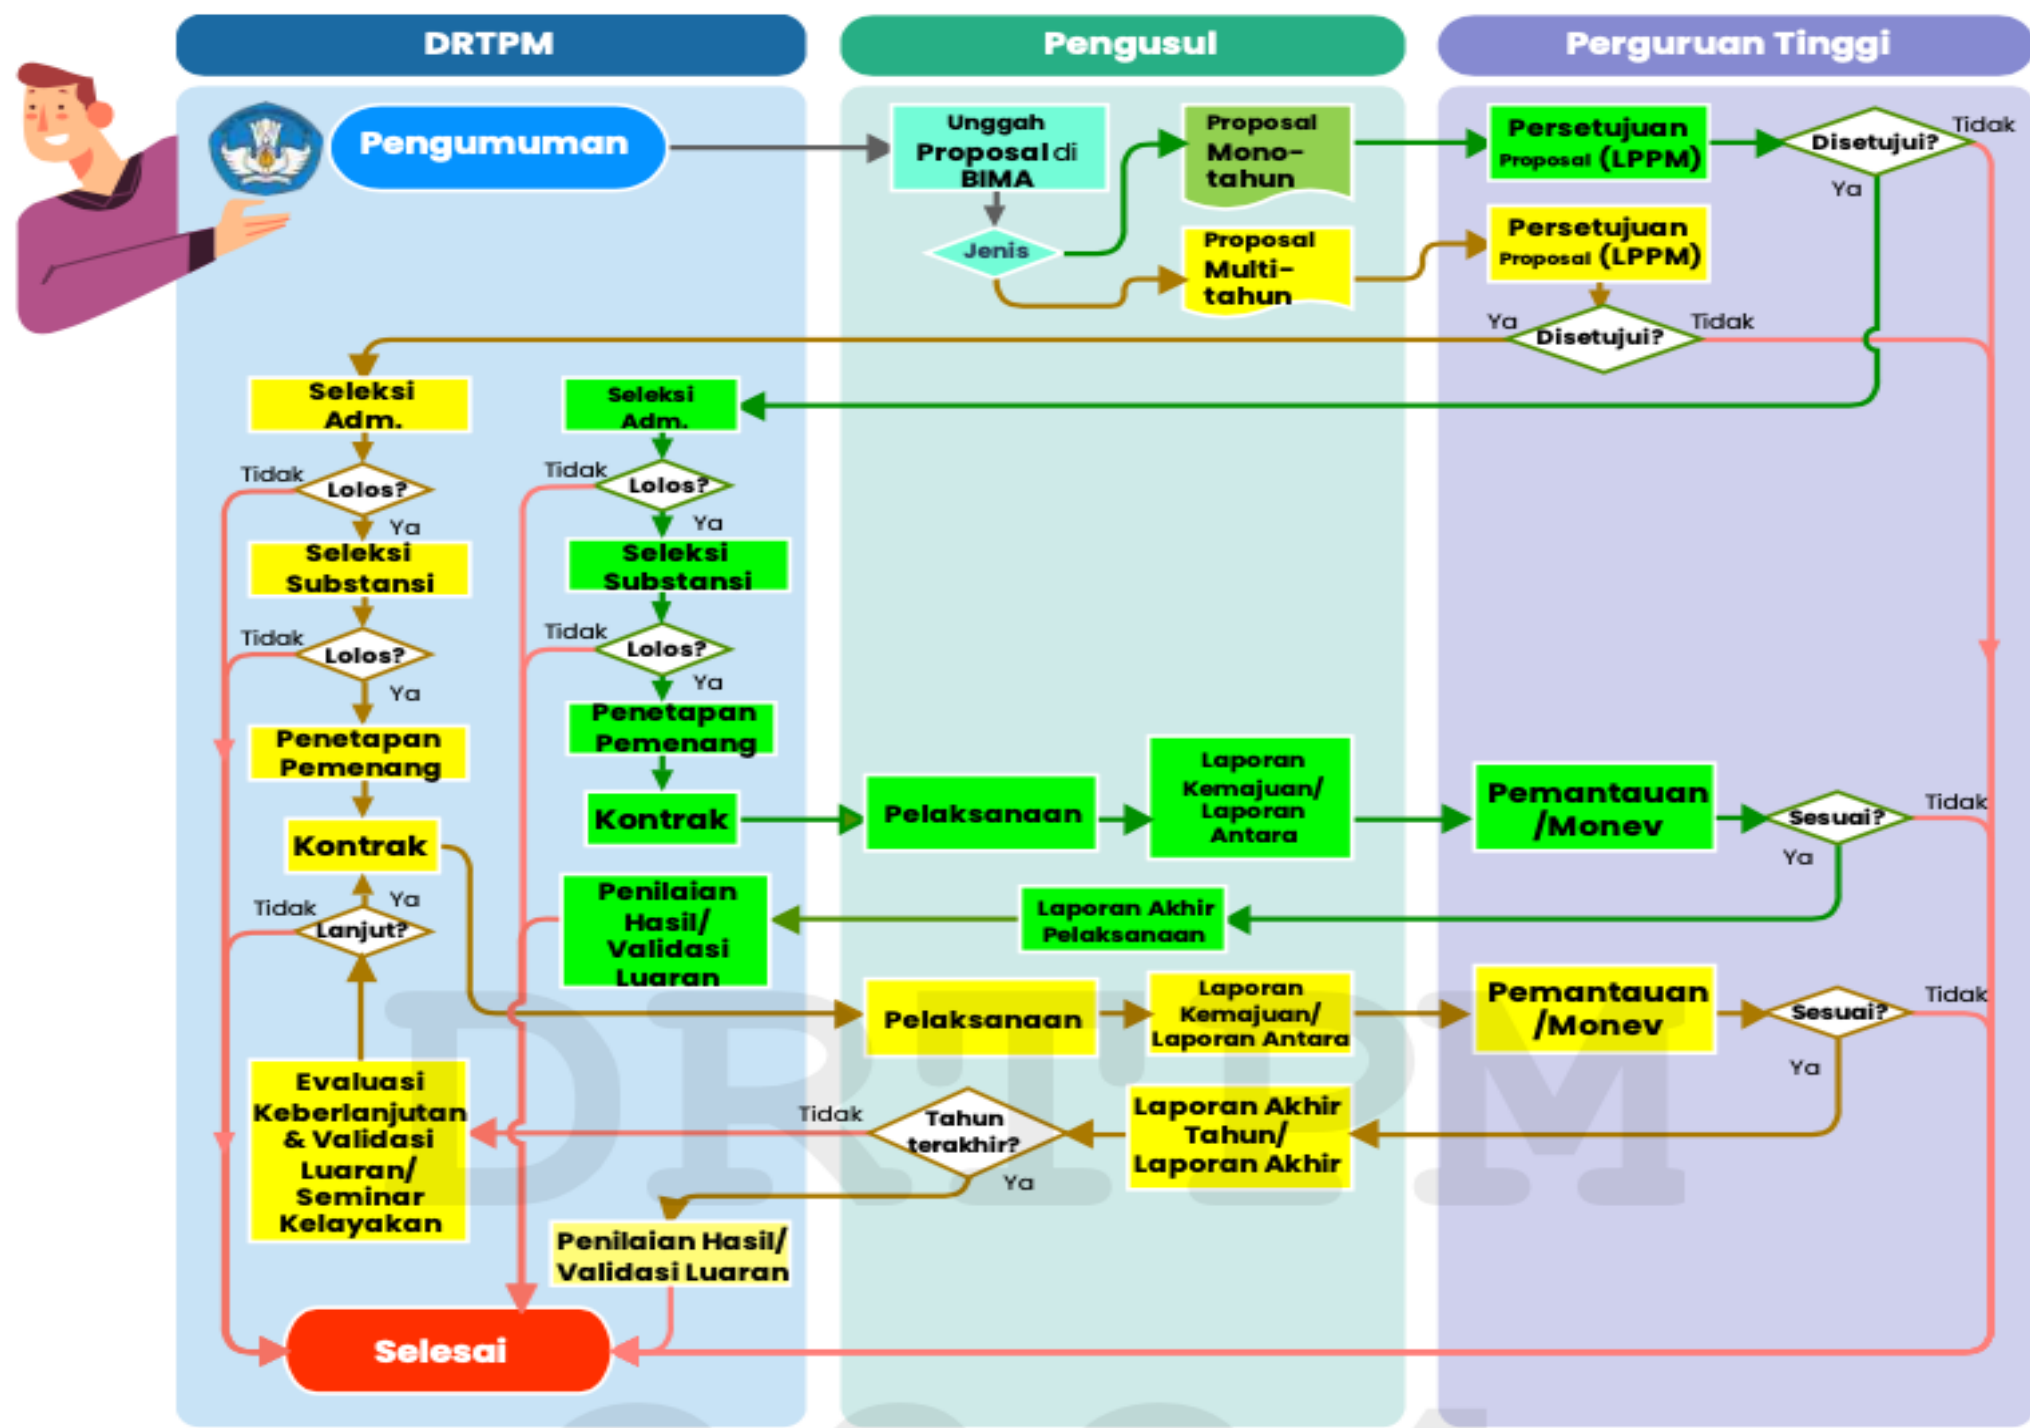 DRTPM
Pengusul
Perguruan Tinggi
Pengumuman
Unggah
Proposal di
BIMA
Jenis
Proposal
Mono-
tahun
Proposal
Multi-
tahun
Persetujuan
Proposal (LPPM)
Disetujui?
Tidak
Ya
Persetujuan
Proposal (LPPM)
Ya
Disetujui?
Tidak
Seleksi
Adm.
Tidak
Lolos?
Ya
Seleksi
Substansi
Tidak
Lolos?
Ya
Penetapan
Pemenang
Kontrak
Ya
Tidak
Lanjut?
Evaluasi
Keberlanjutan
& Validasi
Luaran/
Seminar
Kelayakan
Seleksi
Adm.
Tidak
Lolos?
Ya
Seleksi
Substansi
Tidak
Lolos?
Ya
Penetapan
Pemenang
Kontrak
Pelaksanaan
Laporan
Kemajuan/
Laporan
Antara
Pemantauan
/Monev
Sesuai?
Tidak
Ya
Laporan Akhir
Pelaksanaan
Penilaian
Hasil/
Validasi
Luaran
Pelaksanaan
Laporan
Kemajuan/
Laporan Antara
Pemantauan
/Monev
Sesuai?
Tidak
Ya
Laporan Akhir
Tahun/
Laporan Akhir
Tahun
terakhir?
Tidak
Ya
Penilaian Hasil/
Validasi Luaran
Selesai
DRTPM